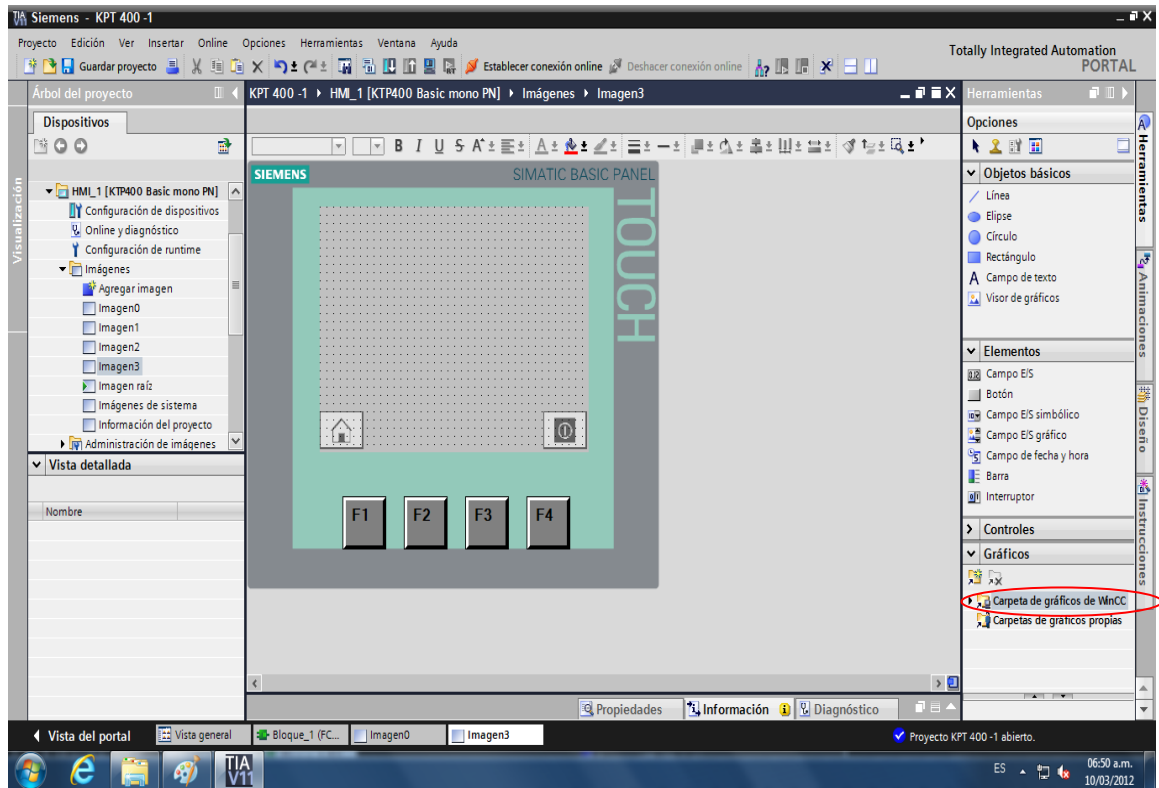 Siemens - KPT 400 -1
Proyecto Edición Ver Insertar Online Opciones Herramientas Ventana Ayuda
Totally Integrated Automation
PORTAL
Guardar proyecto
Establecer conexión online
Deshacer conexión online
Árbol del proyecto
KPT 400 -1 HMI_1 [KTP400 Basic mono PN] Imágenes Imagen3
Herramientas
Dispositivos
Opciones
B I U S A
Visualización
HMI_1 [KTP400 Basic mono PN]
Configuración de dispositivos
Online y diagnóstico
Configuración de runtime
Imágenes
Agregar imagen
Imagen0
Imagen1
Imagen2
Imagen3
Imagen raíz
Imágenes de sistema
Información del proyecto
Administración de imágenes
Vista detallada
Nombre
SIEMENS
SIMATIC BASIC PANEL
TOUCH
F1 F2 F3 F4
Objetos básicos
Línea
Elipse
Círculo
Rectángulo
A Campo de texto
Visor de gráficos
Elementos
Campo E/S
Botón
Campo E/S simbólico
Campo E/S gráfico
Campo de fecha y hora
Barra
Interruptor
Controles
Gráficos
Carpeta de gráficos de WinCC
Carpetas de gráficos propias
Herramientas
Animaciones
Diseño
Instrucciones
Propiedades
Información
Diagnóstico
Vista del portal
Vista general
Bloque_1 (FC...
Imagen0
Imagen3
Proyecto KPT 400 -1 abierto.
TIA
V11
ES
06:50 a.m.
10/03/2012